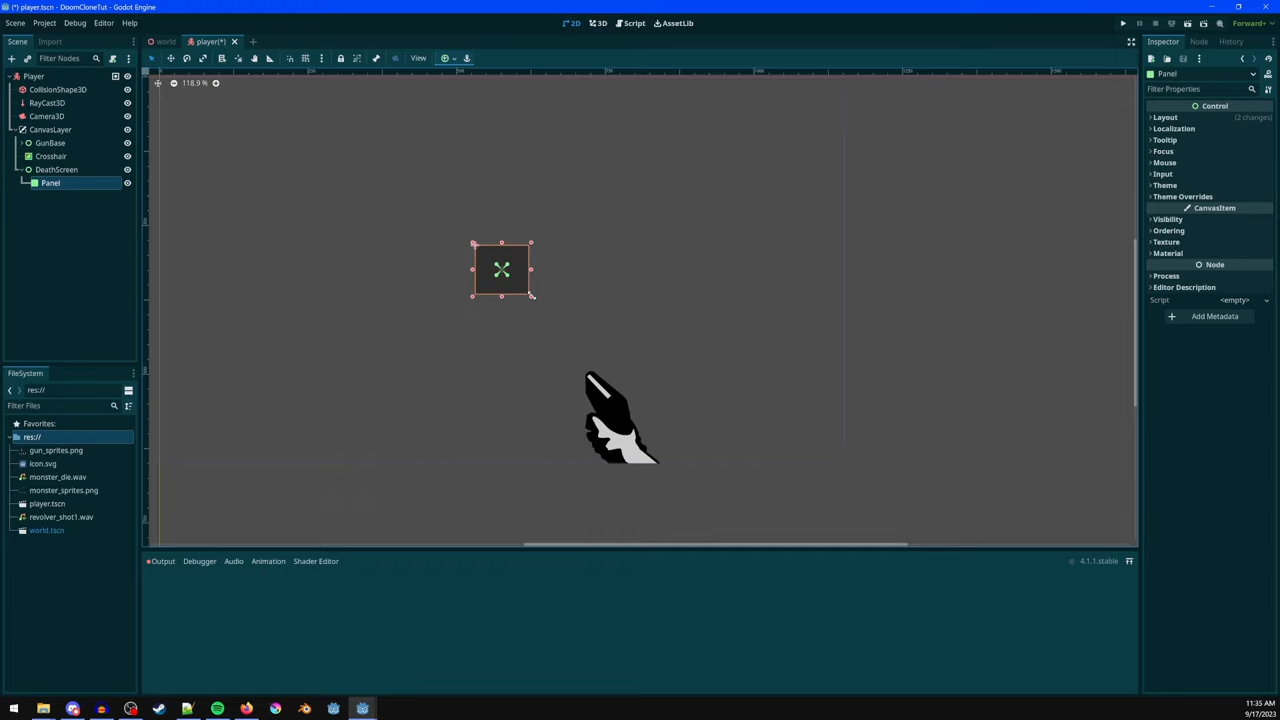 (*) player.tscn - DoomCloneTut - Godot Engine
Scene Project Debug Editor Help
2D 3D Script AssetLib
Forward+
Scene Import
world player(*)
Inspector Node History
Filter Nodes
View
Panel
Player
118.9 %
Filter Properties
CollisionShape3D
RayCast3D
Camera3D
CanvasLayer
GunBase
Crosshair
DeathScreen
Panel
Control
Layout (2 changes)
Localization
Tooltip
Focus
Mouse
Input
Theme
Theme Overrides
CanvasItem
Visibility
Ordering
Texture
Material
Node
Process
Editor Description
Script <empty>
Add Metadata
FileSystem
res://
Filter Files
Favorites:
res://
gun_sprites.png
icon.svg
monster_die.wav
monster_sprites.png
player.tscn
revolver_shot1.wav
world.tscn
Output Debugger Audio Animation Shader Editor
4.1.1.stable
11:35 AM
9/17/2023